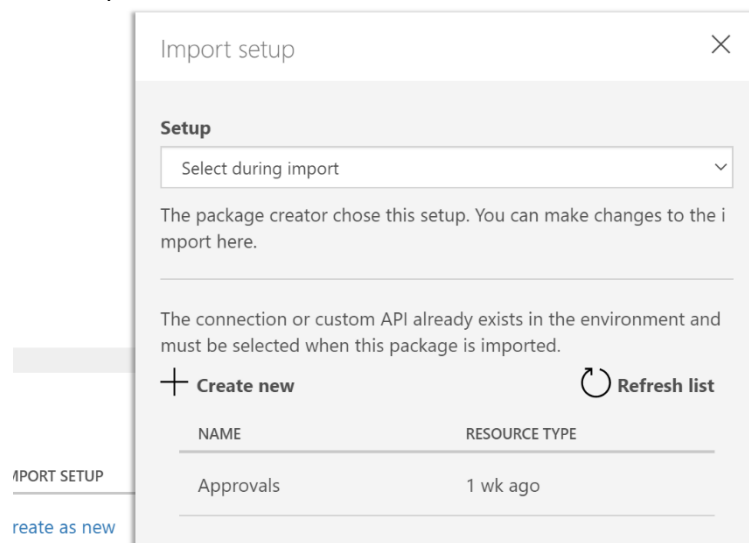 Import setup
Setup
Select during import
The package creator chose this setup. You can make changes to the i
mport here.
The connection or custom API already exists in the environment and
must be selected when this package is imported.
Create new
Refresh list
NAME RESOURCE TYPE
MPORT SETUP
Approvals 1 wk ago
reate as new